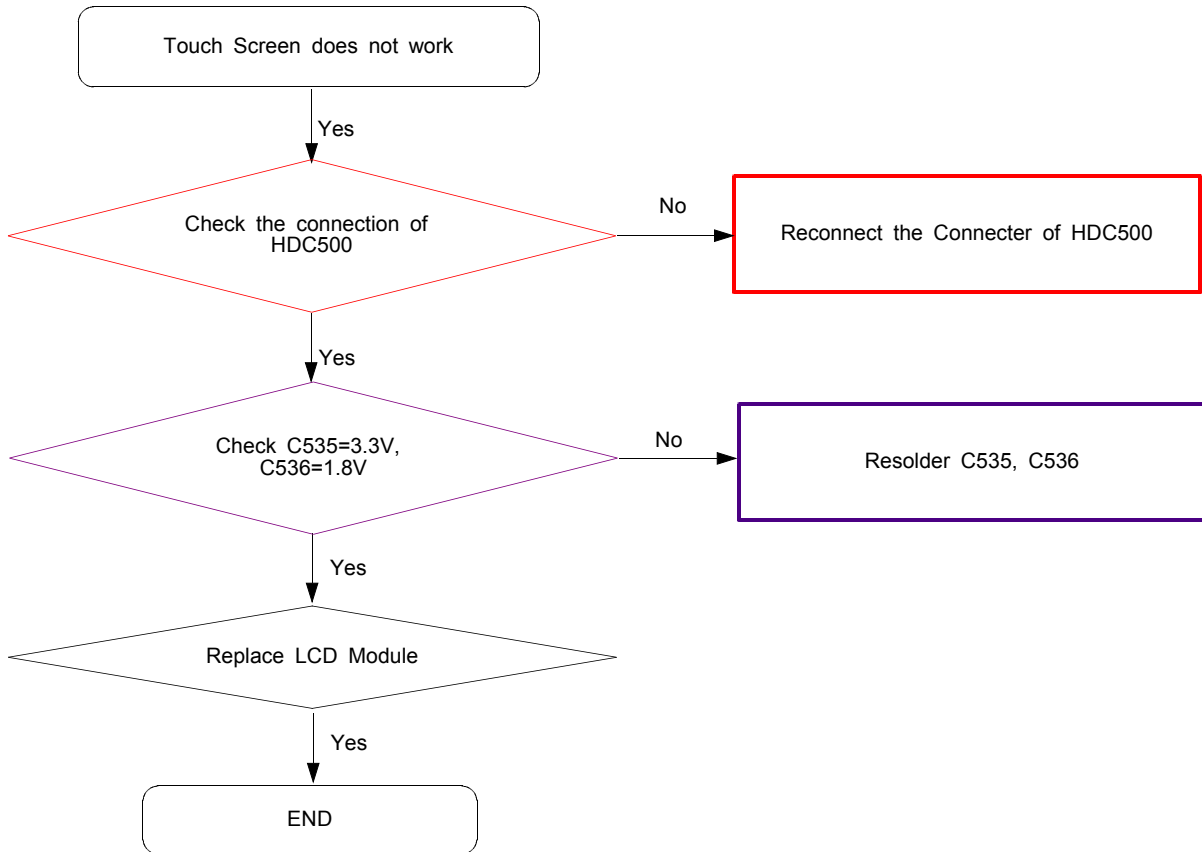 Touch Screen does not work
Yes
Check the connection of
HDC500
No
Reconnect the Connecter of HDC500
Yes
Check C535=3.3V,
C536=1.8V
No
Resolder C535, C536
Yes
Replace LCD Module
Yes
END